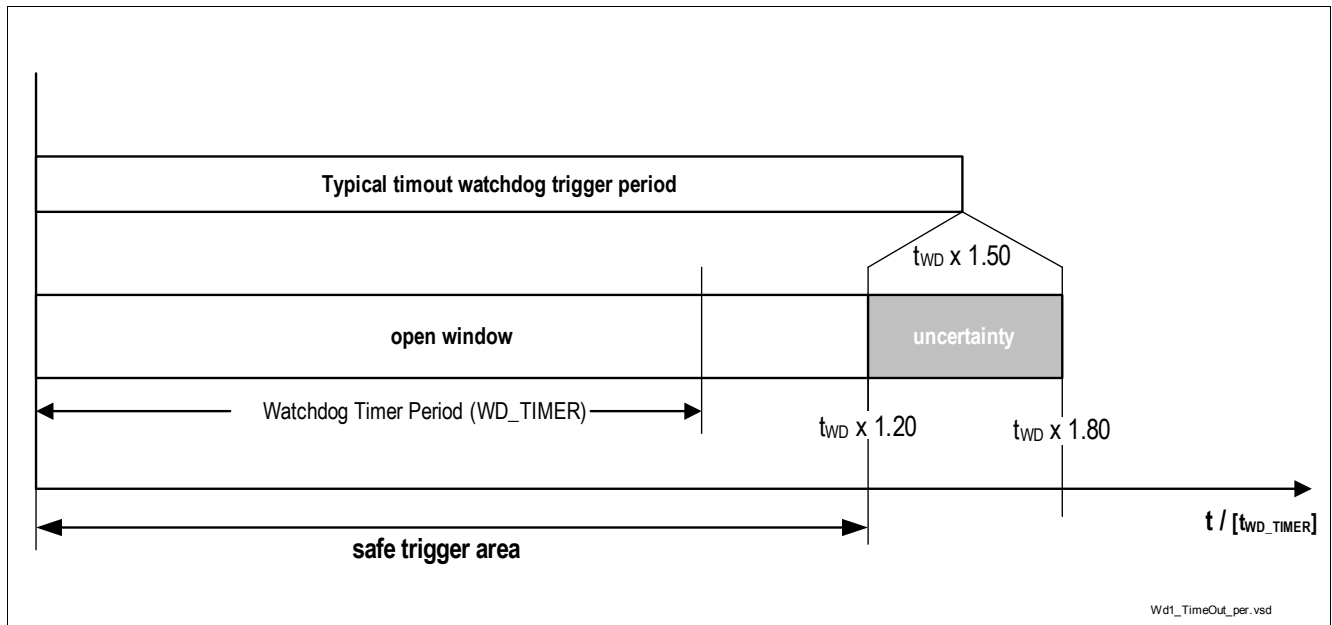 Typical timout watchdog trigger period
tWD x 1.50
open window
uncertainty
Watchdog Timer Period (WD_TIMER)
tWD x 1.20
tWD x 1.80
t / [tWD_TIMER]
safe trigger area
Wd1_TimeOut_per.vsd